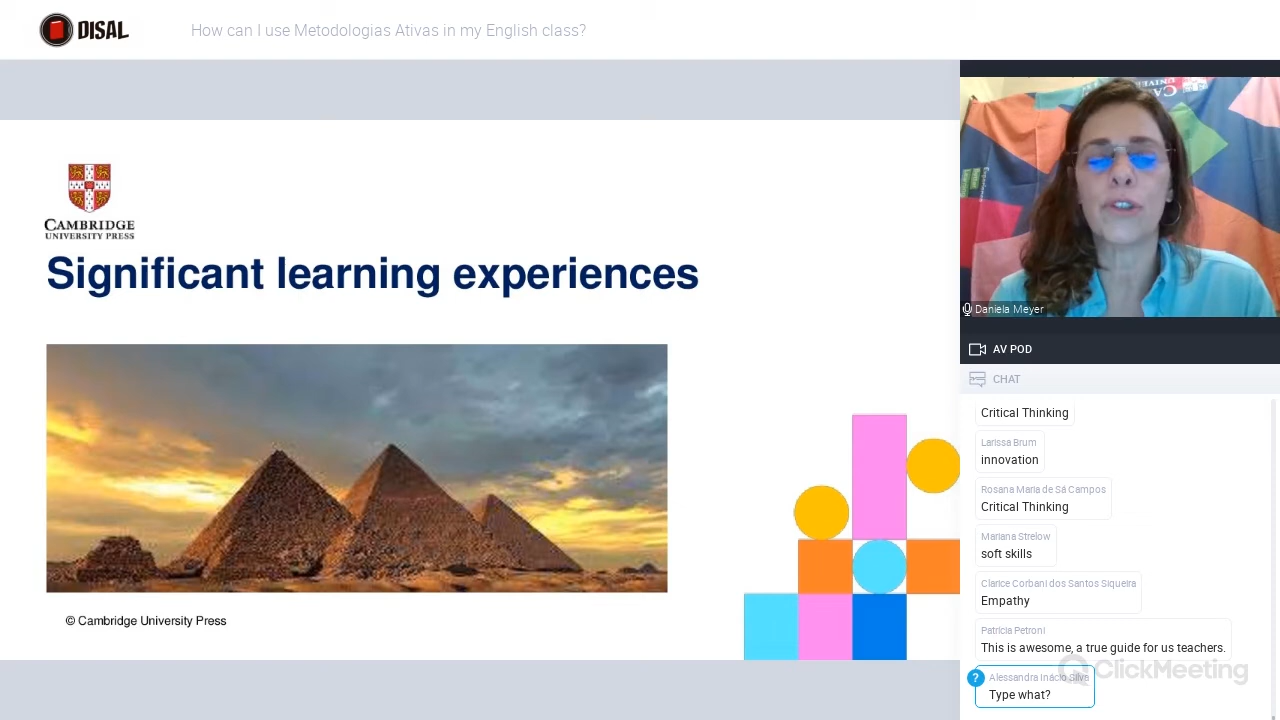 DISAL
How can I use Metodologias Ativas in my English class?
CAMBRIDGE
UNIVERSITY PRESS
Significant learning experiences
© Cambridge University Press
Daniela Meyer
AV POD
CHAT
Critical Thinking
Larissa Brum
innovation
Rosana Maria de Sá Campos
Critical Thinking
Mariana Strelow
soft skills
Clarice Corbani dos Santos Siqueira
Empathy
Patrícia Petroni
This is awesome, a true guide for us teachers.
ClickMeeting
?
Alessandra Inácio Silva
Type what?